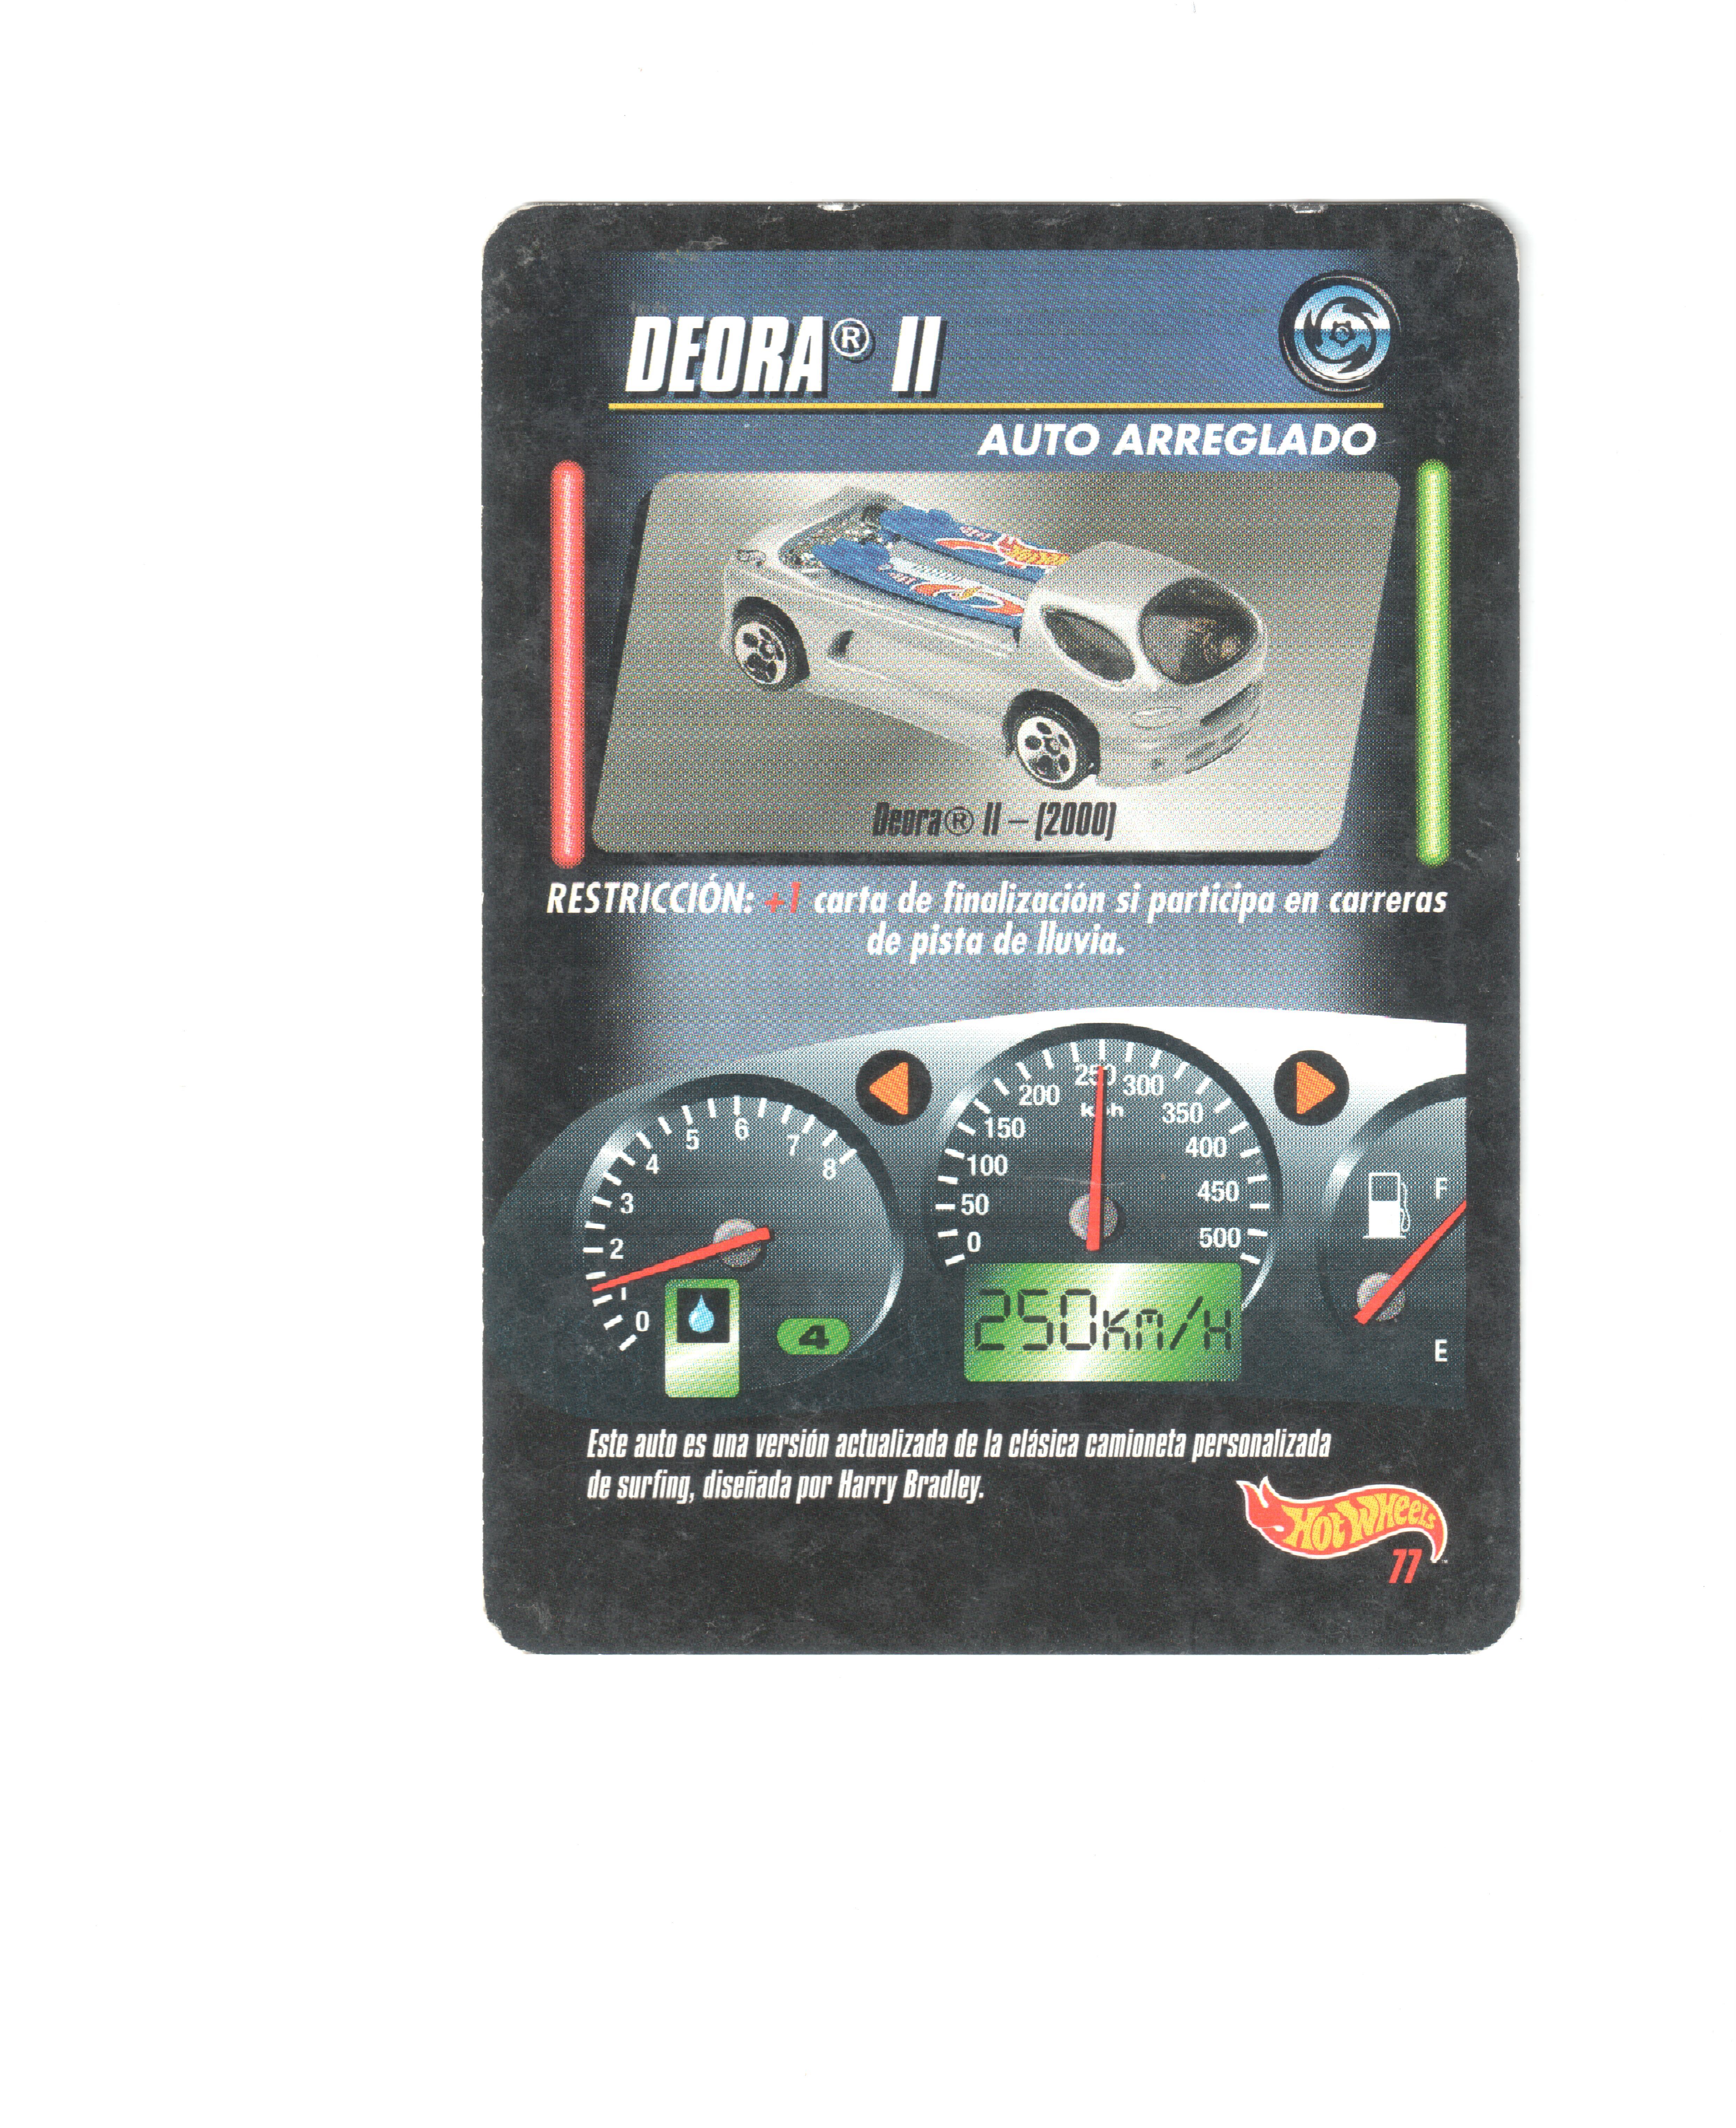 DEORA® II
AUTO ARREGLADO
Deora® II – (2000)
RESTRICCIÓN: +1 carta de finalización si participa en carreras
de pista de lluvia.
0
2
3
4
5
6
7
8
4
0
50
100
150
200
250
300
350
400
450
500
kph
250KM/H
F
E
Este auto es una versión actualizada de la clásica camioneta personalizada
de surfing, diseñada por Harry Bradley.
HOT WHEELS
77